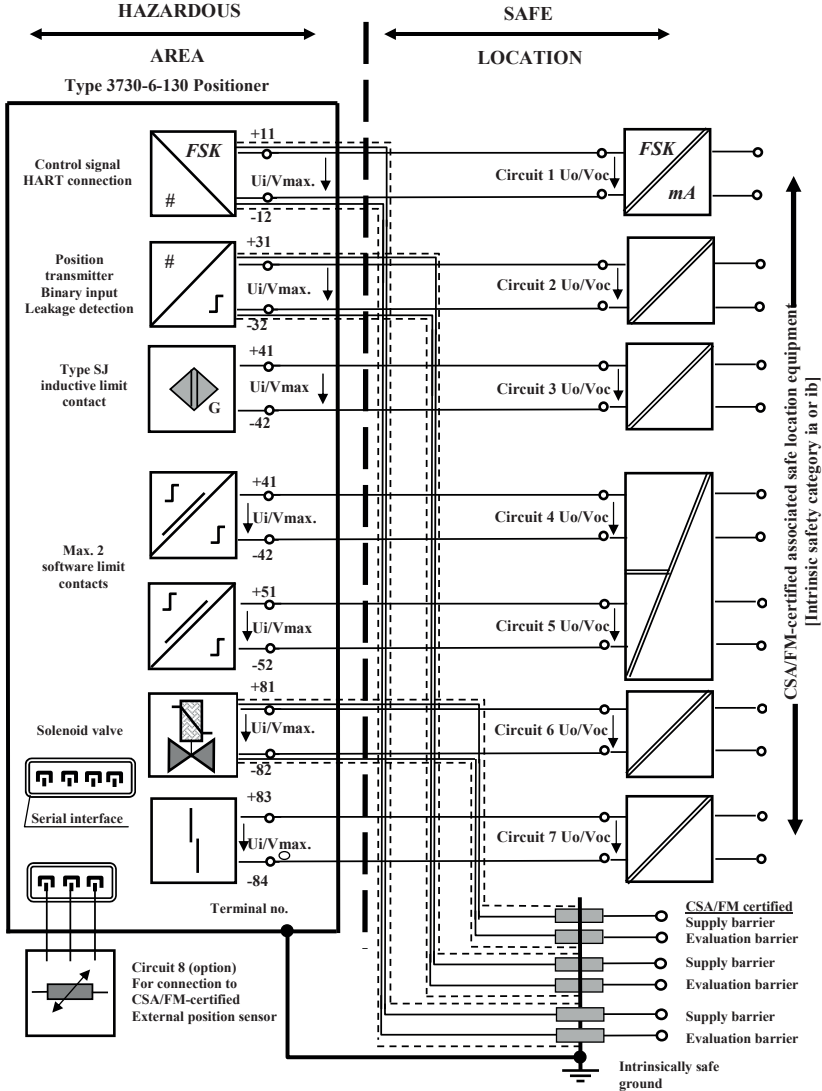 HAZARDOUS
SAFE
AREA
LOCATION
Type 3730-6-130 Positioner
Control signal
HART connection
FSK
#
+11
Ui/Vmax.
-12
Circuit 1 Uo/Voc
FSK
mA
Position
transmitter
Binary input
Leakage detection
#
+31
Ui/Vmax.
-32
Circuit 2 Uo/Voc
Type SJ
inductive limit
contact
G
+41
Ui/Vmax
-42
Circuit 3 Uo/Voc
Max. 2
software limit
contacts
+41
Ui/Vmax.
-42
Circuit 4 Uo/Voc
+51
Ui/Vmax
-52
Circuit 5 Uo/Voc
Solenoid valve
+81
Ui/Vmax.
-82
Circuit 6 Uo/Voc
Serial interface
+83
Ui/Vmax.
-84
Circuit 7 Uo/Voc
CSA/FM-certified associated safe location equipment
[Intrinsic safety category ia or ib]
Terminal no.
CSA/FM certified
Supply barrier
Evaluation barrier
Supply barrier
Evaluation barrier
Supply barrier
Evaluation barrier
Circuit 8 (option)
For connection to
CSA/FM-certified
External position sensor
Intrinsically safe
ground